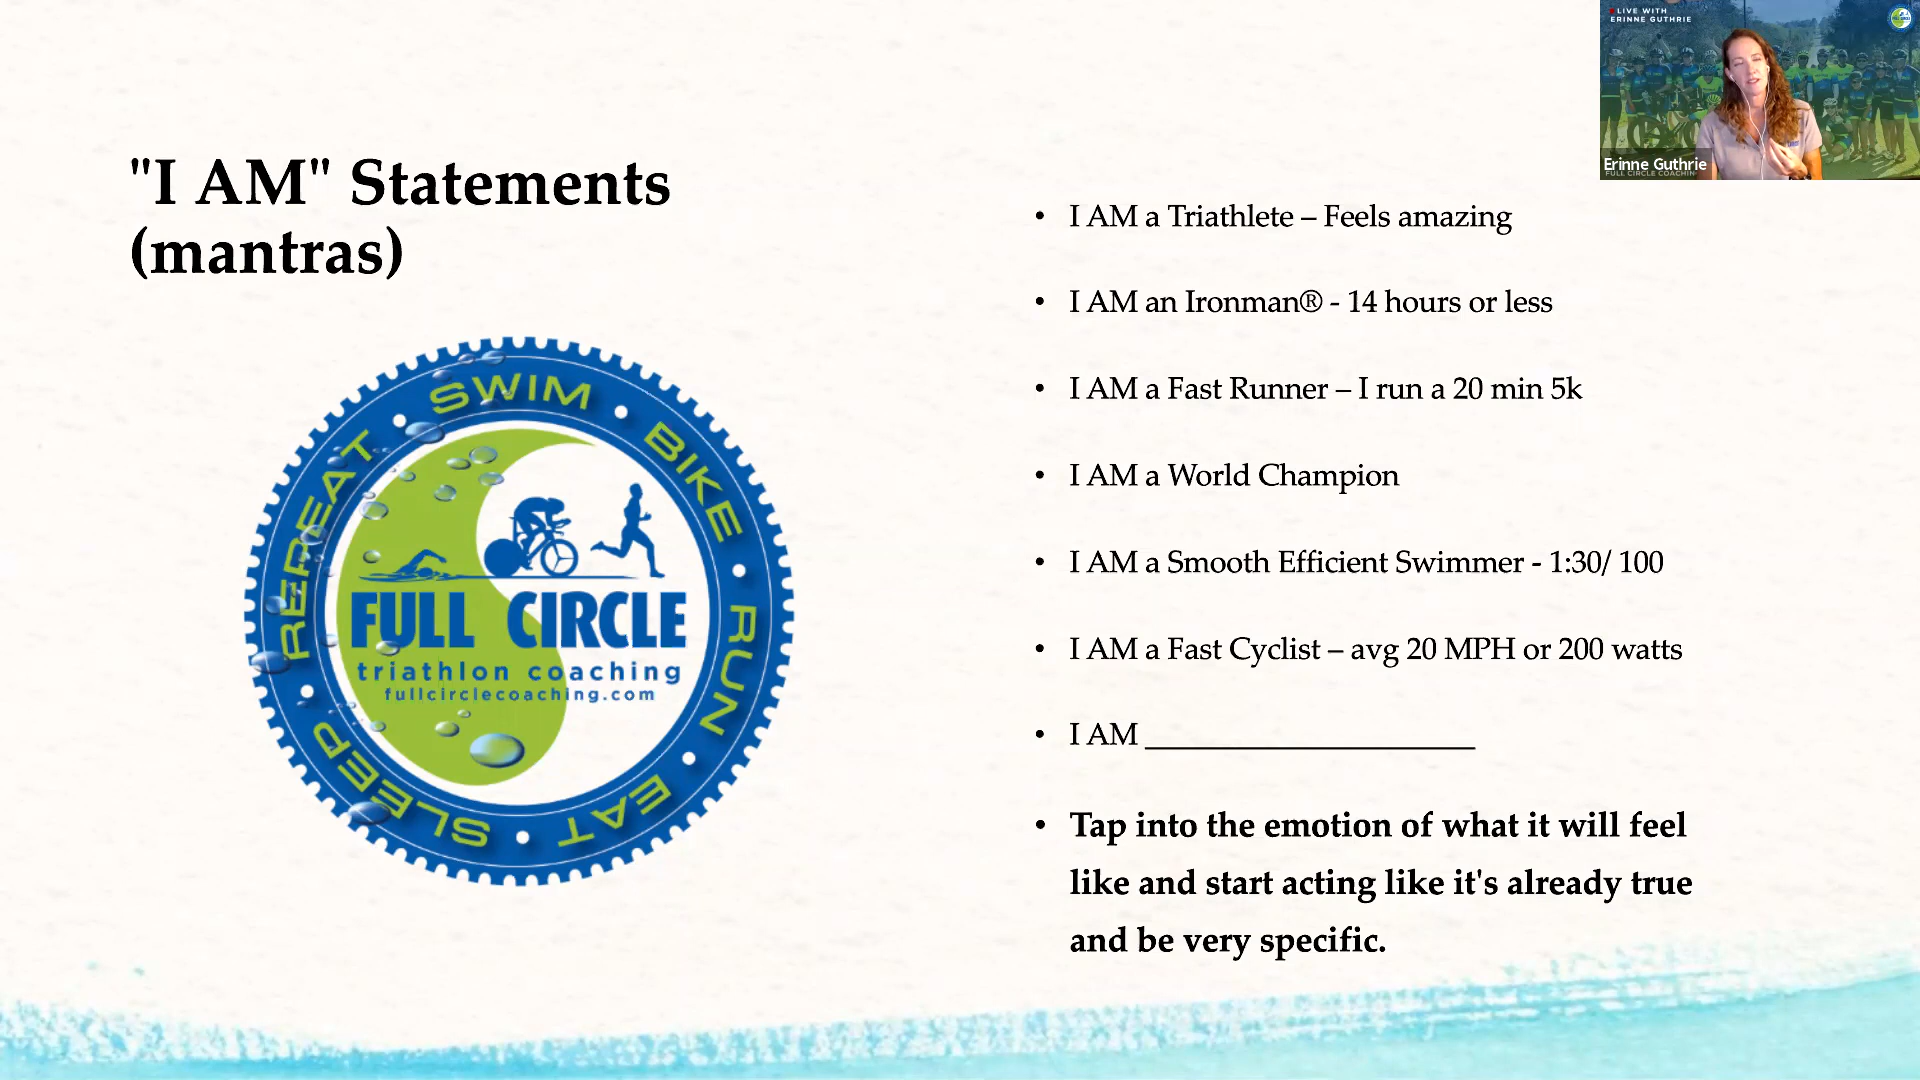 LIVE WITH
ERINNE GUTHRIE
Erinne Guthrie
FULL CIRCLE COACHING
"I AM" Statements
(mantras)
SWIM • BIKE • RUN • EAT • SLEEP • REPEAT •
FULL CIRCLE
triathlon coaching
fullcirclecoaching.com
• I AM a Triathlete – Feels amazing
• I AM an Ironman® - 14 hours or less
• I AM a Fast Runner – I run a 20 min 5k
• I AM a World Champion
• I AM a Smooth Efficient Swimmer - 1:30/ 100
• I AM a Fast Cyclist – avg 20 MPH or 200 watts
• I AM ____________________
• Tap into the emotion of what it will feel
like and start acting like it's already true
and be very specific.